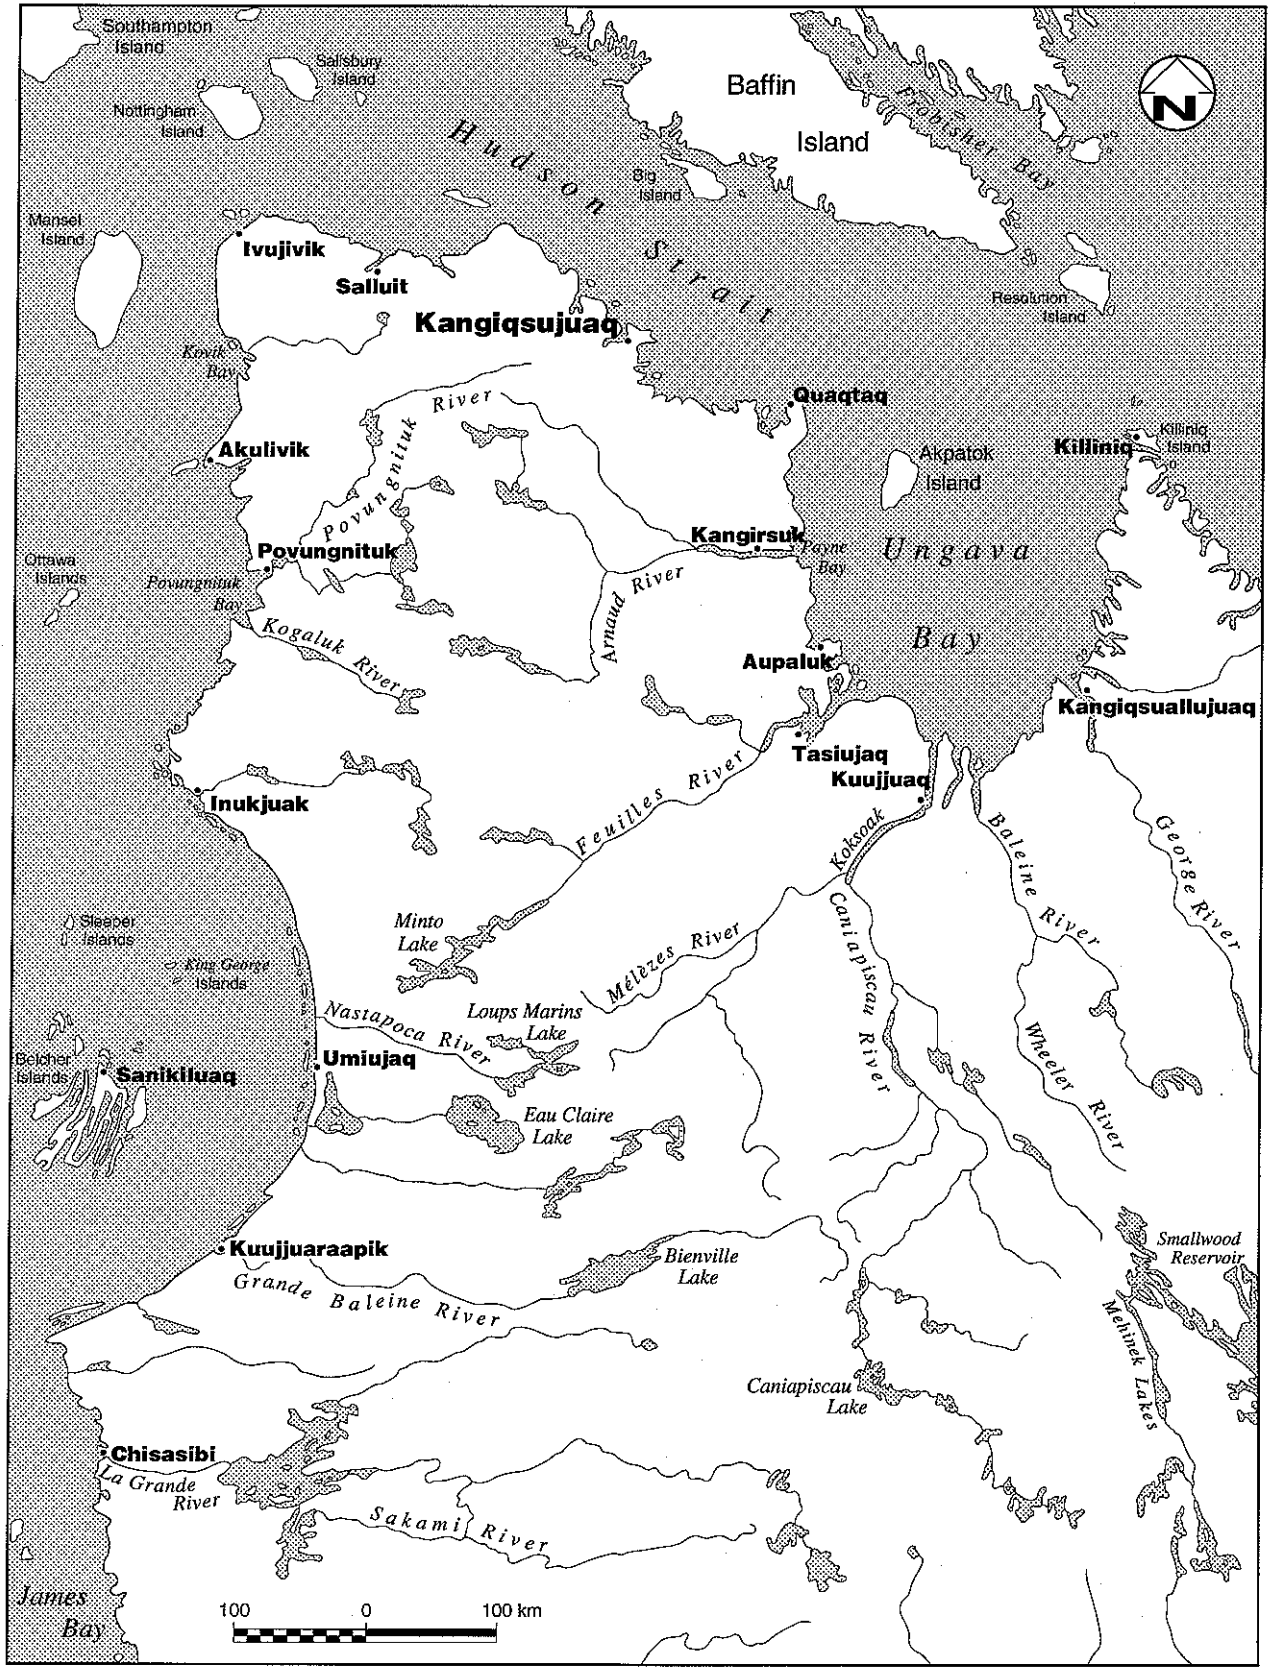 Southampton
Island
Salisbury
Island
Nottingham
Island
Baffin
Island
Frobisher Bay
N
Hudson Strait
Big
Island
Mansel
Island
Ivujivik
Salluit
Kangiqsujuaq
Resolution
Island
Kovik
Bay
Quaqtaq
Povungnituk River
Akulivik
Killiniq
Killiniq
Island
Akpatok
Island
Kangirsuk
Payne
Bay
Ungava
Bay
Povungnituk
Ottawa
Islands
Povungnituk
Bay
Arnaud River
Kogaluk River
Aupaluk
Kangiqsuallujuaq
Tasiujaq
Kuujjuaq
Inukjuak
Feuilles River
Koksoak
Baleine River
George River
Sleeper
Islands
Minto
Lake
Mélèzes River
Caniapiscan River
King George
Islands
Nastapoca River
Loups Marins
Lake
Wheeler River
Belcher
Islands
Sanikiluaq
Umiujaq
Eau Claire
Lake
Kuujjuaraapik
Grande Baleine River
Bienville
Lake
Smallwood
Reservoir
Mehinek Lakes
Caniapiscau
Lake
Chisasibi
La Grande
River
Sakami River
James
Bay
100 0 100 km